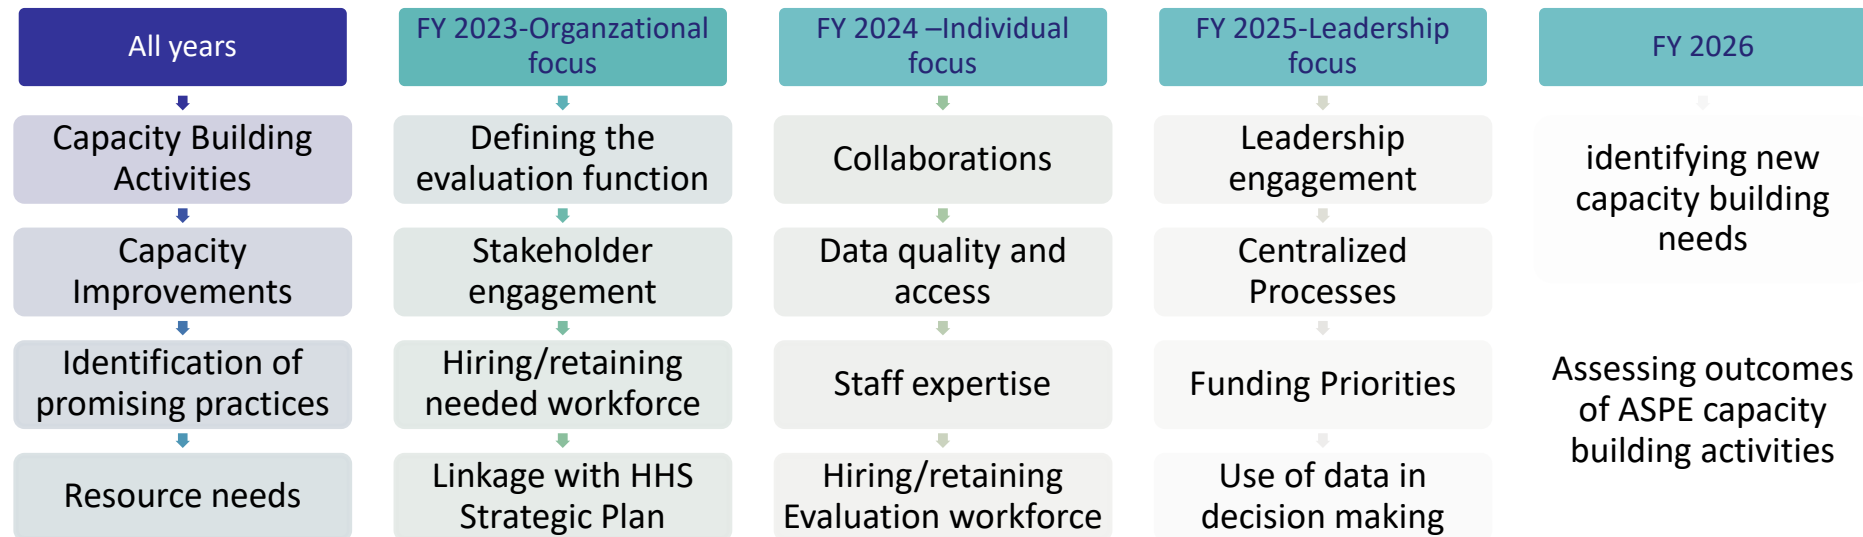 All years
Capacity Building
Activities
Capacity
Improvements
Identification of
promising practices
Resource needs
FY 2023-Organzational
focus
Defining the
evaluation function
Stakeholder
engagement
Hiring/retaining
needed workforce
Linkage with HHS
Strategic Plan
FY 2024 –Individual
focus
Collaborations
Data quality and
access
Staff expertise
Hiring/retaining
Evaluation workforce
FY 2025-Leadership
focus
Leadership
engagement
Centralized
Processes
Funding Priorities
Use of data in
decision making
FY 2026
identifying new
capacity building
needs
Assessing outcomes
of ASPE capacity
building activities